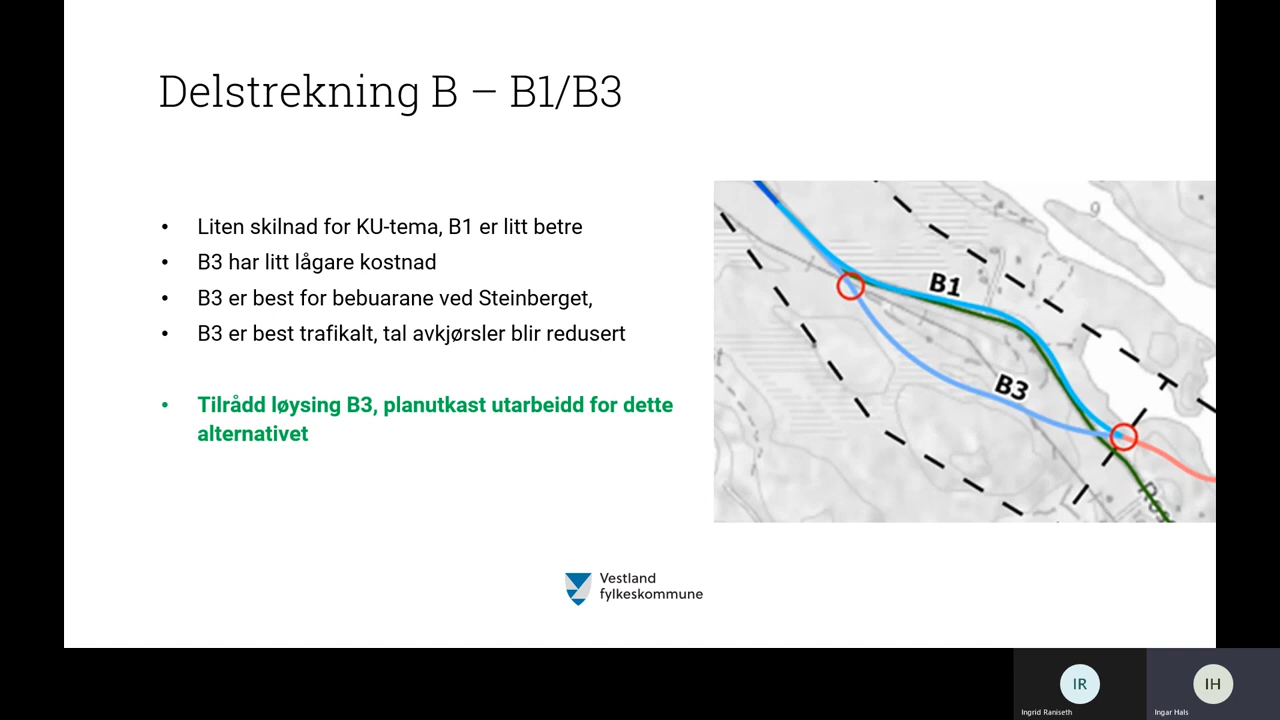 Delstrekning B – B1/B3
• Liten skilnad for KU-tema, B1 er litt betre
• B3 har litt lågare kostnad
• B3 er best for bebuarane ved Steinberget,
• B3 er best trafikalt, tal avkjørsler blir redusert
• Tilrådd løysing B3, planutkast utarbeidd for dette
alternativet
B1
B3
Vestland
fylkeskommune
IR
IH
Ingrid Raniseth
Ingar Hals